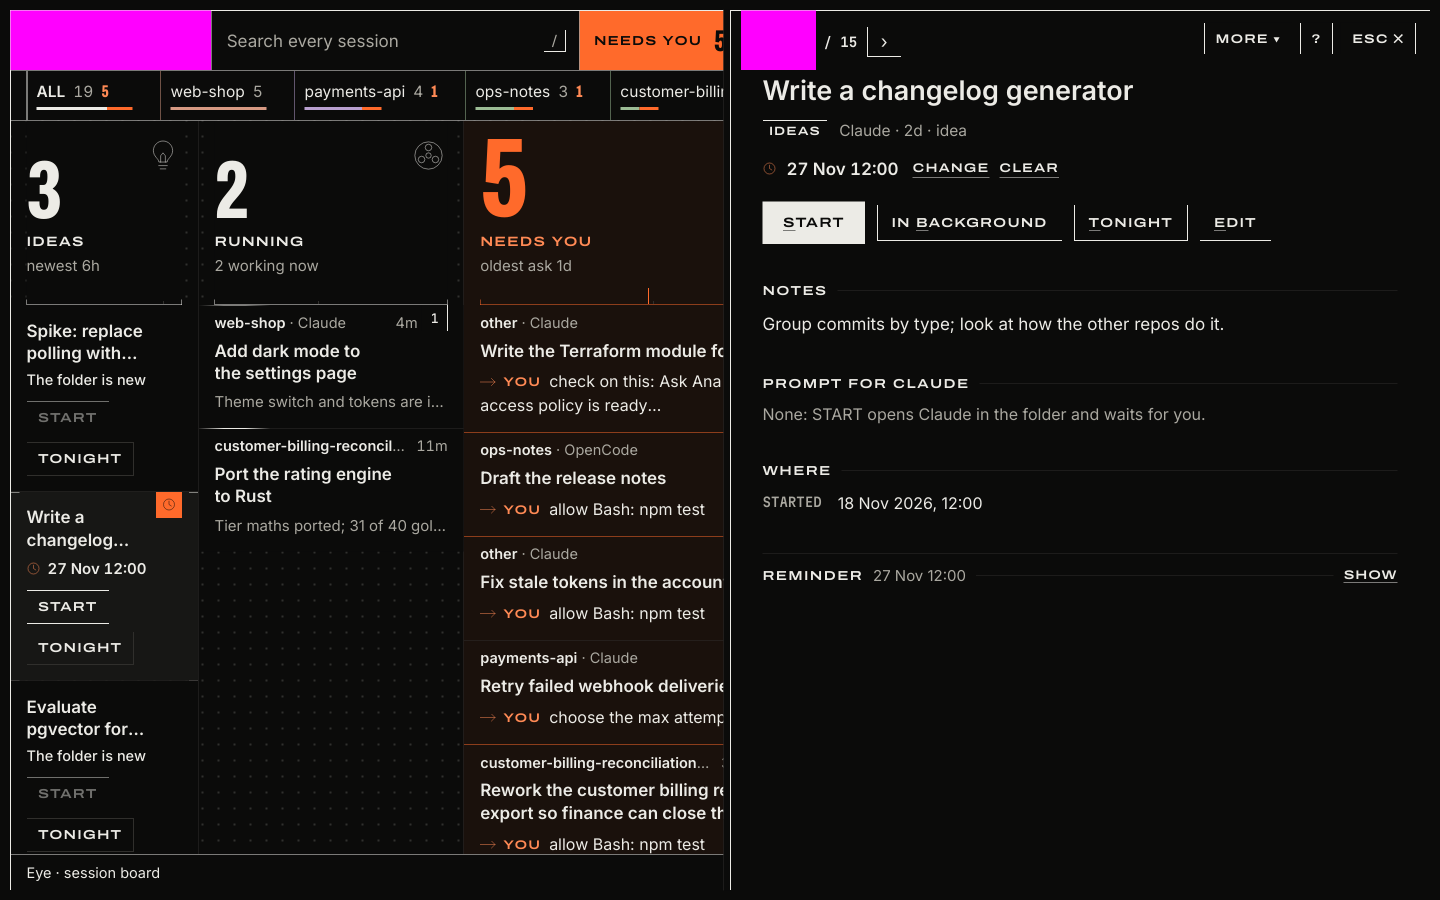 Search every session
/
NEEDS YOU 5
ALL 19 5
web-shop 5
payments-api 4 1
ops-notes 3 1
3
IDEAS
newest 6h
Spike: replace
polling with...
The folder is new
START
TONIGHT
Write a
changelog...
27 Nov 12:00
START
TONIGHT
Evaluate
pgvector for...
The folder is new
START
TONIGHT
2
RUNNING
2 working now
web-shop · Claude 4m 1
Add dark mode to
the settings page
Theme switch and tokens are i...
customer-billing-reconcil... 11m
Port the rating engine
to Rust
Tier maths ported; 31 of 40 gol...
5
NEEDS YOU
oldest ask 1d
other · Claude
Write the Terraform module
→ YOU check on this: Ask Ana
access policy is ready...
ops-notes · OpenCode
Draft the release notes
→ YOU allow Bash: npm test
other · Claude
Fix stale tokens in the
→ YOU allow Bash: npm test
payments-api · Claude
Retry failed webhook
→ YOU choose the max
customer-billing-reconciliation...
Rework the customer billing
export so finance can close
→ YOU allow Bash: npm test
Eye · session board
/ 15 ›
MORE ▾
?
ESC ×
Write a changelog generator
IDEAS Claude · 2d · idea
27 Nov 12:00 CHANGE CLEAR
START
IN BACKGROUND
TONIGHT
EDIT
NOTES
Group commits by type; look at how the other repos do it.
PROMPT FOR CLAUDE
None: START opens Claude in the folder and waits for you.
WHERE
STARTED 18 Nov 2026, 12:00
REMINDER 27 Nov 12:00 SHOW